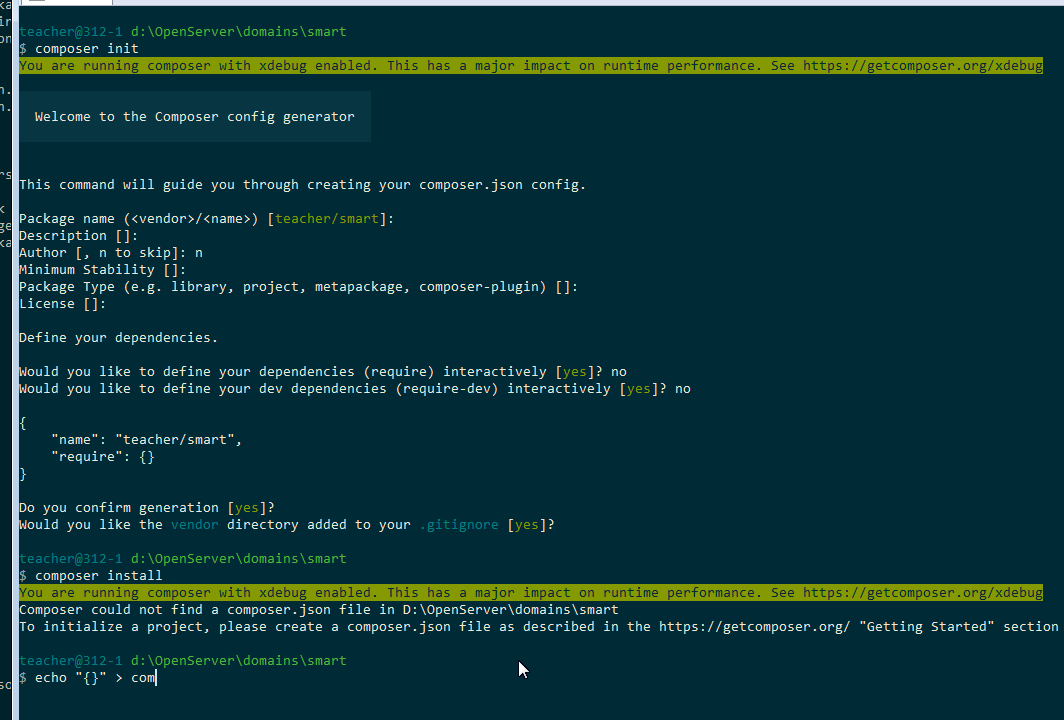 teacher@312-1 d:\OpenServer\domains\smart
$ composer init
You are running composer with xdebug enabled. This has a major impact on runtime performance. See https://getcomposer.org/xdebug
Welcome to the Composer config generator
This command will guide you through creating your composer.json config.
Package name (<vendor>/<name>) [teacher/smart]:
Description []:
Author [, n to skip]: n
Minimum Stability []:
Package Type (e.g. library, project, metapackage, composer-plugin) []:
License []:
Define your dependencies.
Would you like to define your dependencies (require) interactively [yes]? no
Would you like to define your dev dependencies (require-dev) interactively [yes]? no
{
"name": "teacher/smart",
"require": {}
}
Do you confirm generation [yes]?
Would you like the vendor directory added to your .gitignore [yes]?
teacher@312-1 d:\OpenServer\domains\smart
$ composer install
You are running composer with xdebug enabled. This has a major impact on runtime performance. See https://getcomposer.org/xdebug
Composer could not find a composer.json file in D:\OpenServer\domains\smart
To initialize a project, please create a composer.json file as described in the https://getcomposer.org/ "Getting Started" section
teacher@312-1 d:\OpenServer\domains\smart
$ echo "{}" > com